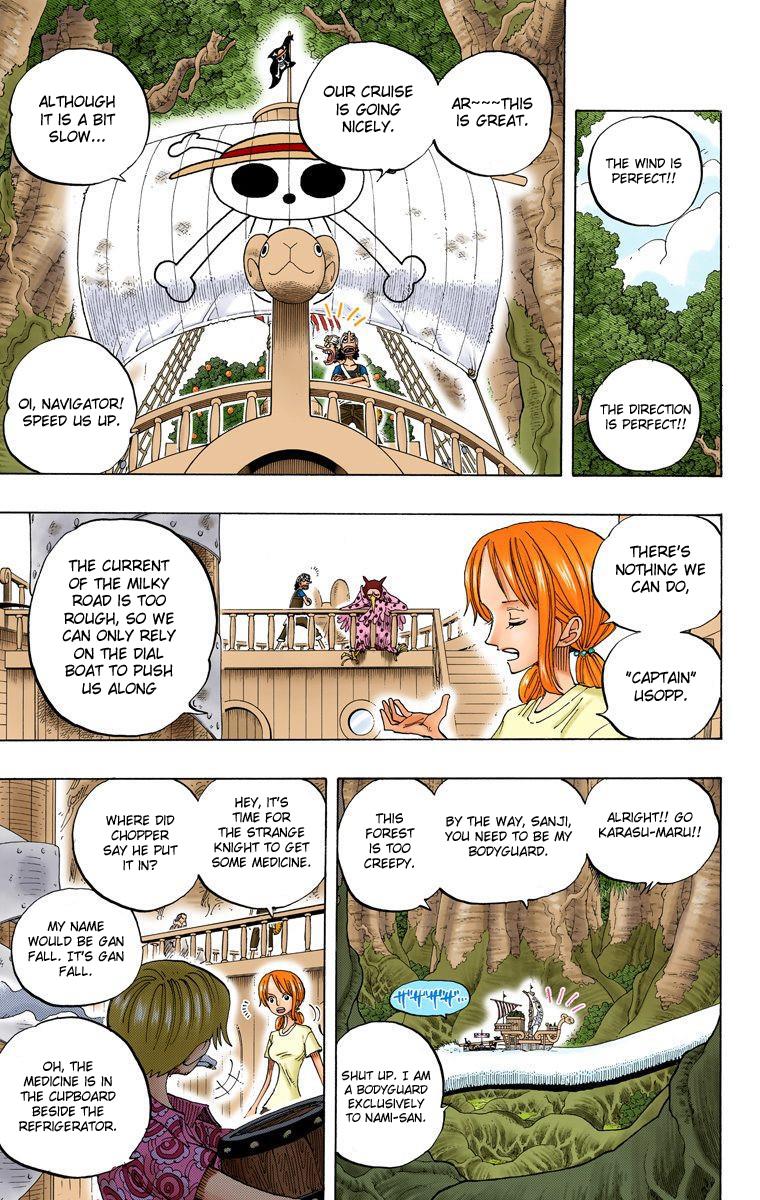 THE WIND IS
PERFECT!!
THE DIRECTION
IS PERFECT!!
AR~~~THIS
IS GREAT.
OUR CRUISE
IS GOING
NICELY.
ALTHOUGH
IT IS A BIT
SLOW...
OI, NAVIGATOR!
SPEED US UP.
THERE'S
NOTHING WE
CAN DO,
"CAPTAIN"
USOPP.
THE CURRENT
OF THE MILKY
ROAD IS TOO
ROUGH, SO WE
CAN ONLY RELY
ON THE DIAL
BOAT TO PUSH
US ALONG
ALRIGHT!! GO
KARASU-MARU!!
BY THE WAY, SANJI,
YOU NEED TO BE MY
BODYGUARD.
THIS
FOREST IS
TOO
CREEPY.
ザザザザ...
SHUT UP. I AM
A BODYGUARD
EXCLUSIVELY
TO NAMI-SAN.
HEY, IT'S
TIME FOR
THE STRANGE
KNIGHT TO GET
SOME MEDICINE.
WHERE DID
CHOPPER
SAY HE PUT
IT IN?
MY NAME
WOULD BE GAN
FALL. IT'S GAN
FALL.
OH, THE
MEDICINE IS IN
THE CUPBOARD
BESIDE THE
REFRIGERATOR.